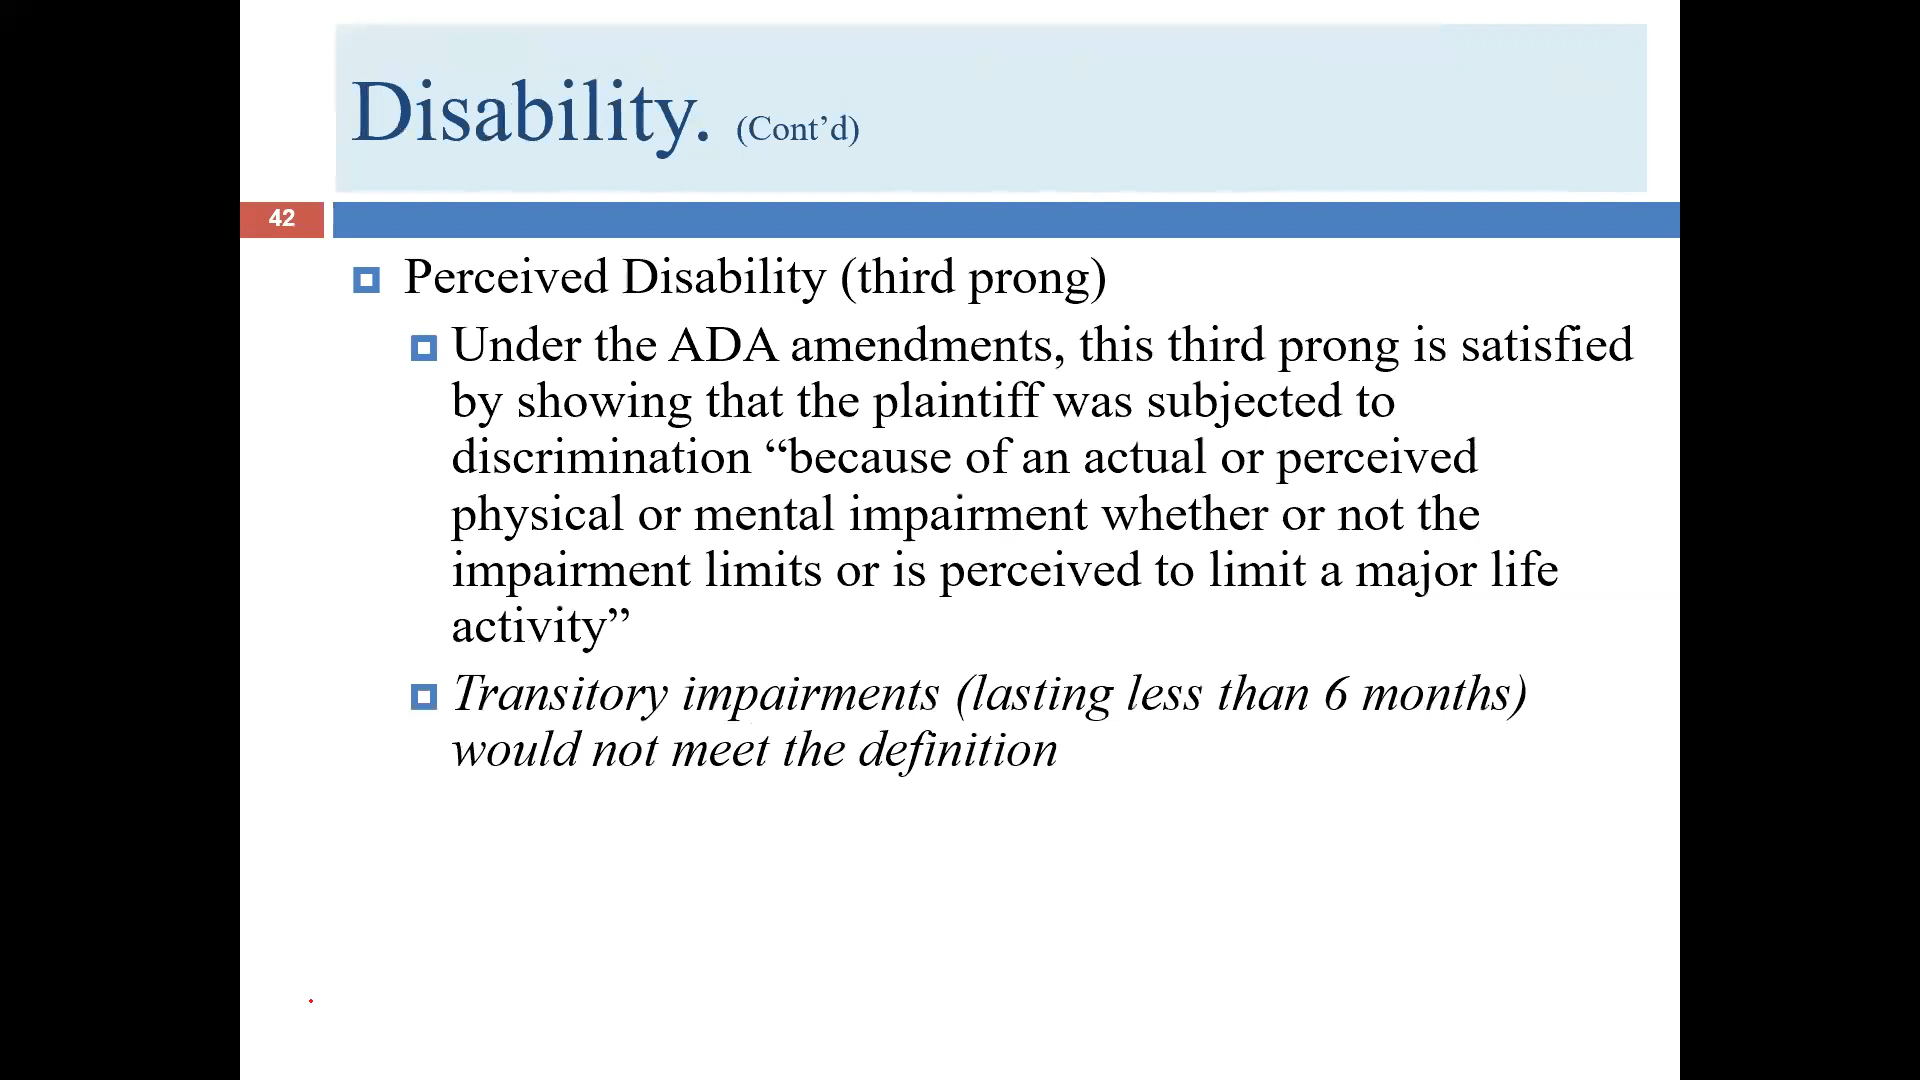 Disability. (Cont’d)
42
Perceived Disability (third prong)
Under the ADA amendments, this third prong is satisfied
by showing that the plaintiff was subjected to
discrimination “because of an actual or perceived
physical or mental impairment whether or not the
impairment limits or is perceived to limit a major life
activity”
Transitory impairments (lasting less than 6 months)
would not meet the definition